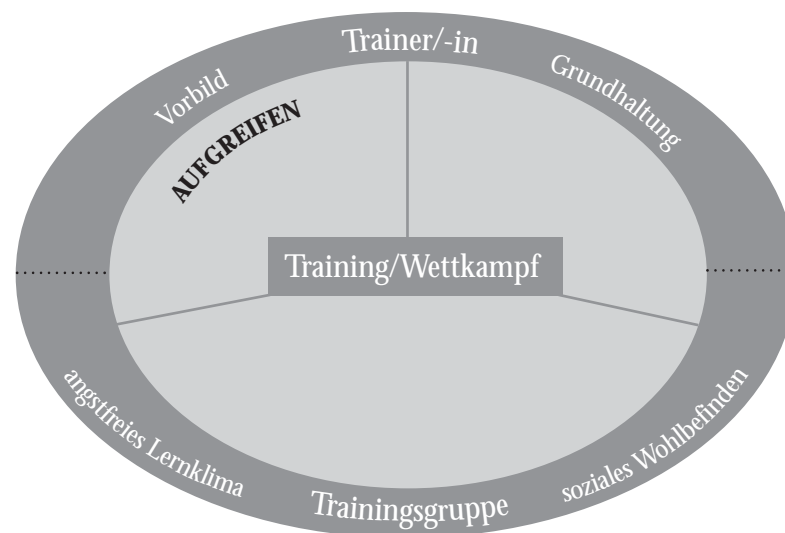 Trainer/-in
Vorbild
Grundhaltung
AUFGREIFEN
Training/Wettkampf
angstfreies Lernklima
soziales Wohlbefinden
Trainingsgruppe